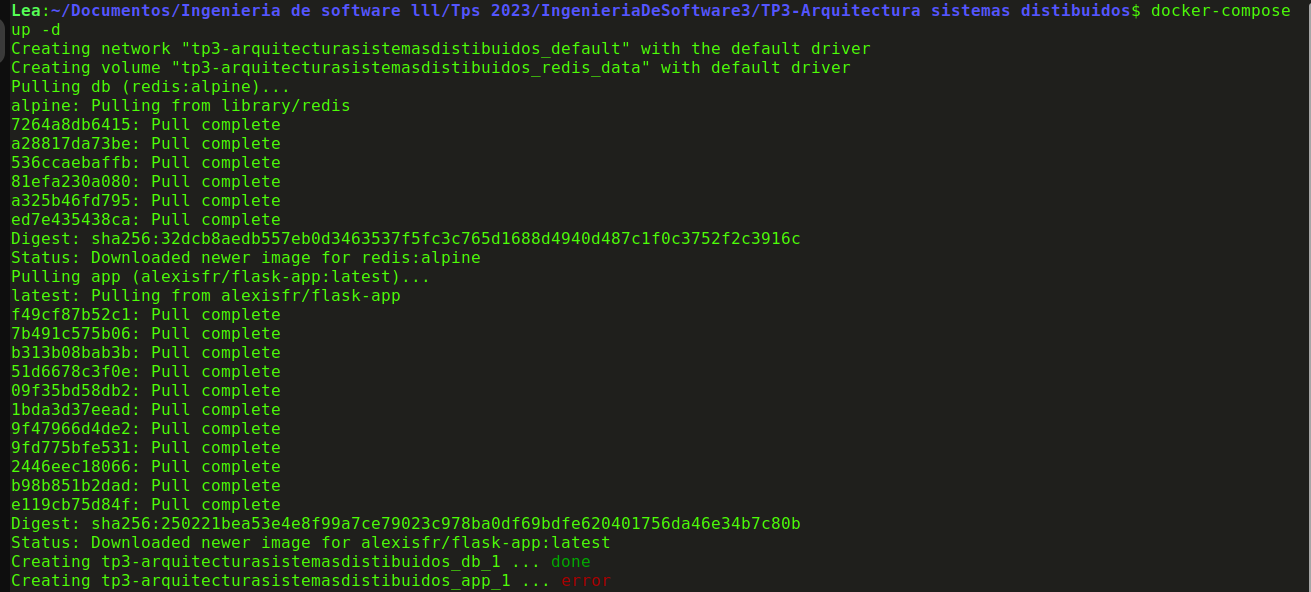 Lea:~/Documentos/Ingenieria de software lll/Tps 2023/IngenieriaDeSoftware3/TP3-Arquitectura sistemas distibuidos$ docker-compose
up -d
Creating network "tp3-arquitecturasistemasdistibuidos_default" with the default driver
Creating volume "tp3-arquitecturasistemasdistibuidos_redis_data" with default driver
Pulling db (redis:alpine)...
alpine: Pulling from library/redis
7264a8db6415: Pull complete
a28817da73be: Pull complete
536ccaebaffb: Pull complete
81efa230a080: Pull complete
a325b46fd795: Pull complete
ed7e435438ca: Pull complete
Digest: sha256:32dcb8aedb557eb0d3463537f5fc3c765d1688d4940d487c1f0c3752f2c3916c
Status: Downloaded newer image for redis:alpine
Pulling app (alexisfr/flask-app:latest)...
latest: Pulling from alexisfr/flask-app
f49cf87b52c1: Pull complete
7b491c575b06: Pull complete
b313b08bab3b: Pull complete
51d6678c3f0e: Pull complete
09f35bd58db2: Pull complete
1bda3d37eead: Pull complete
9f47966d4de2: Pull complete
9fd775bfe531: Pull complete
2446eec18066: Pull complete
b98b851b2dad: Pull complete
e119cb75d84f: Pull complete
Digest: sha256:250221bea53e4e8f99a7ce79023c978ba0df69bdfe620401756da46e34b7c80b
Status: Downloaded newer image for alexisfr/flask-app:latest
Creating tp3-arquitecturasistemasdistibuidos_db_1 ... done
Creating tp3-arquitecturasistemasdistibuidos_app_1 ... error